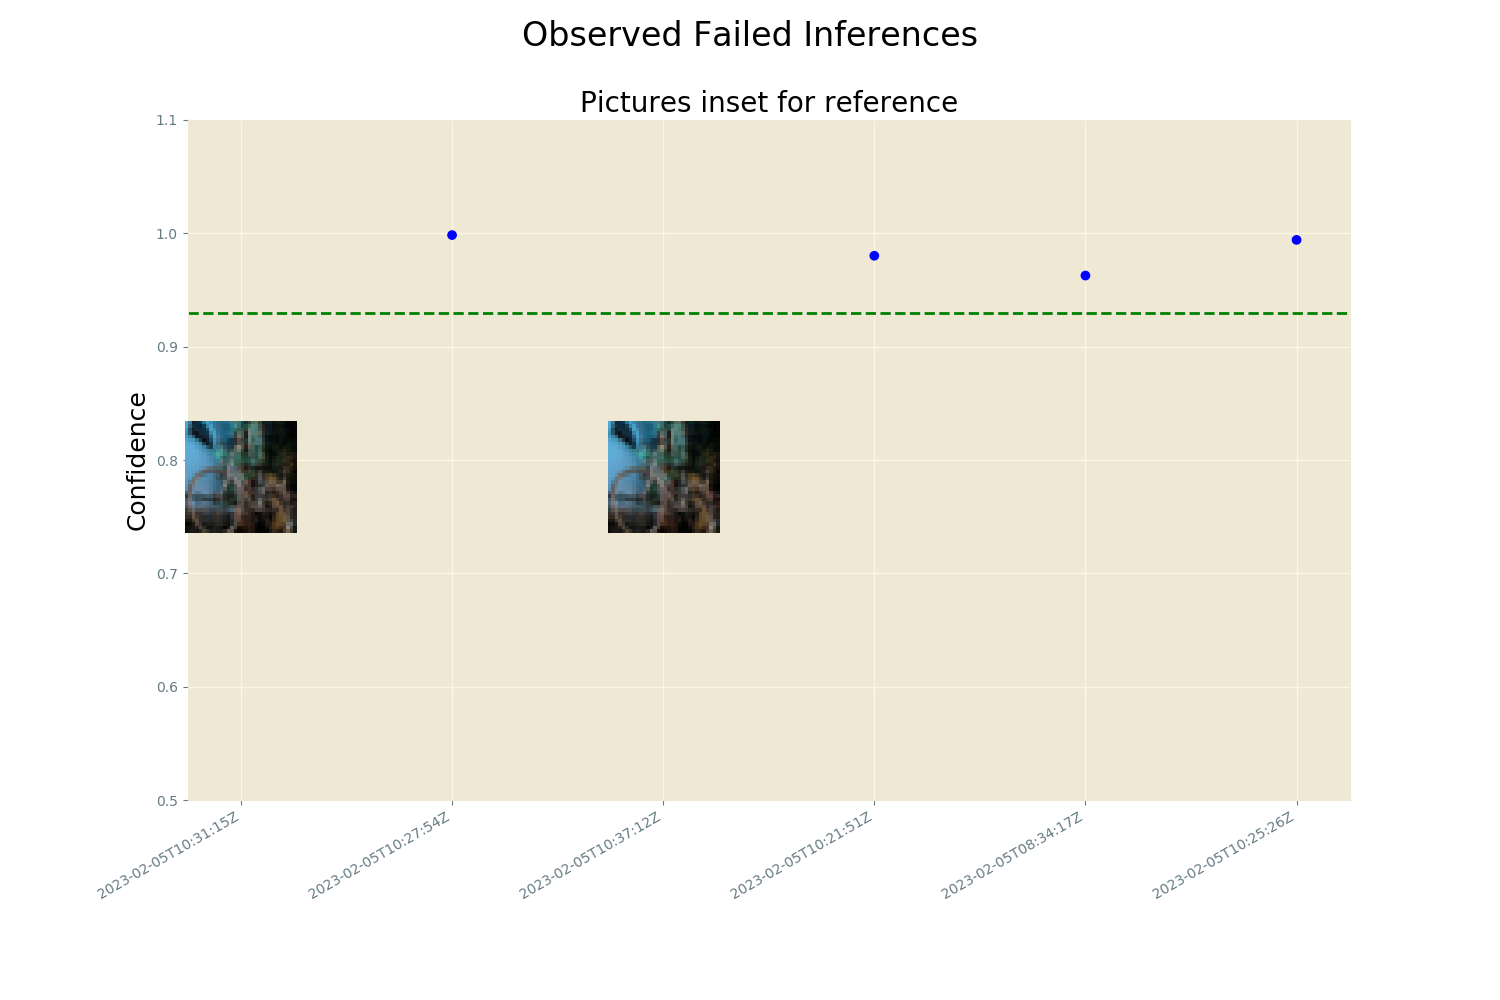 Observed Failed Inferences
Pictures inset for reference
1.1
1.0
0.9
0.8
0.7
0.6
0.5
Confidence
2023-02-05T10:31:15Z
2023-02-05T10:27:54Z
2023-02-05T10:37:12Z
2023-02-05T10:21:51Z
2023-02-05T08:34:17Z
2023-02-05T10:25:26Z